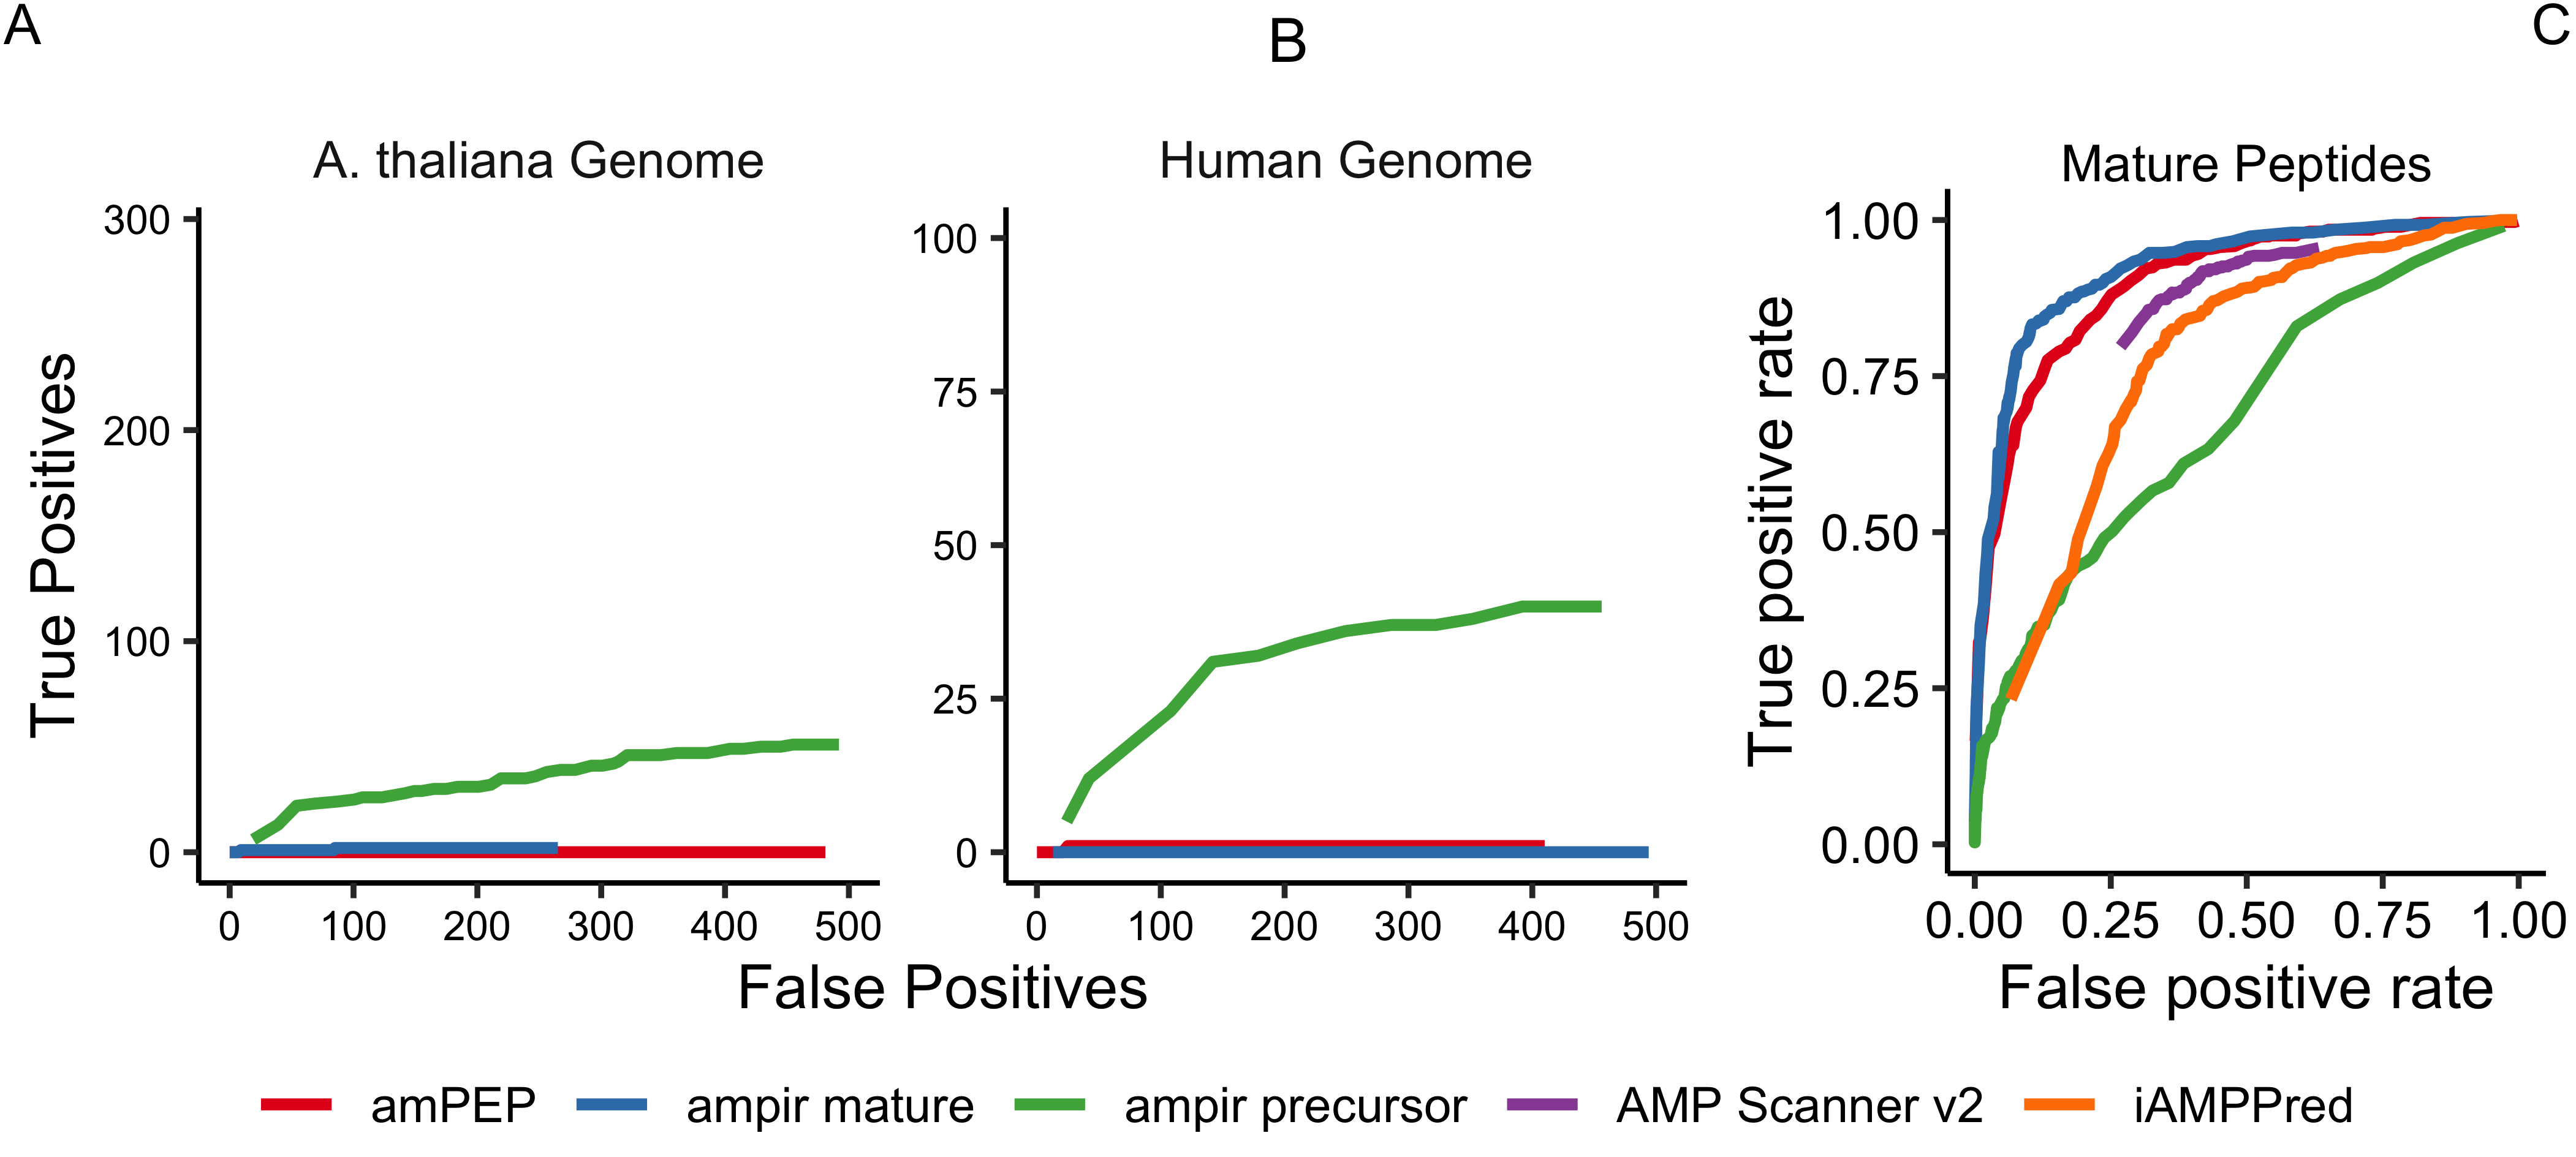 A
B
C
A. thaliana Genome
Human Genome
Mature Peptides
True Positives
300
200
100
0
0 100 200 300 400 500
100
75
50
25
0
0 100 200 300 400 500
False Positives
True positive rate
1.00
0.75
0.50
0.25
0.00
0.00 0.25 0.50 0.75 1.00
False positive rate
amPEP ampir mature ampir precursor AMP Scanner v2 iAMPPred